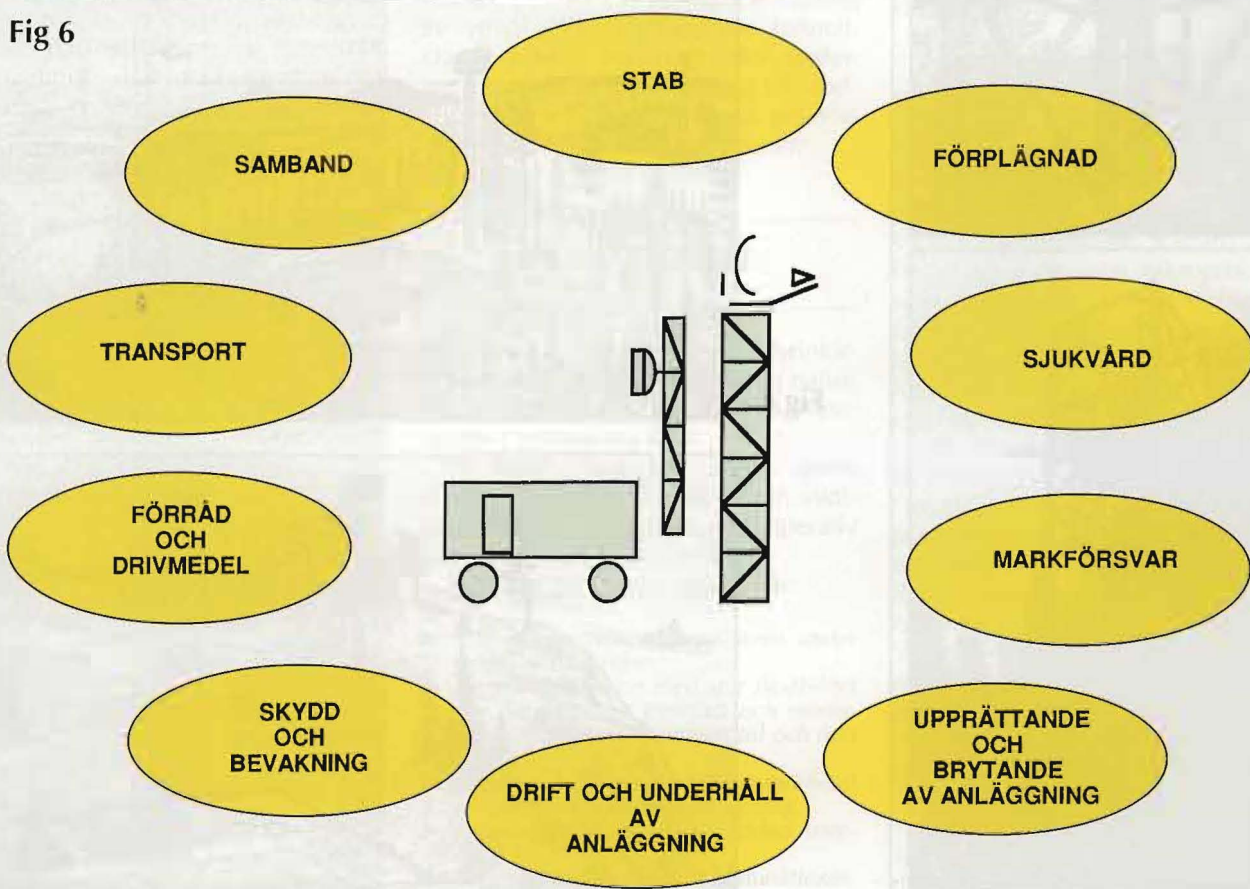 Fig 6
STAB
SAMBAND
FÖRPLÄGNAD
TRANSPORT
SJUKVÅRD
FÖRRÅD
OCH
DRIVMEDEL
MARKFÖRSVAR
SKYDD
OCH
BEVAKNING
DRIFT OCH UNDERHÅLL
AV
ANLÄGGNING
UPPRÄTTANDE
OCH
BRYTANDE
AV ANLÄGGNING